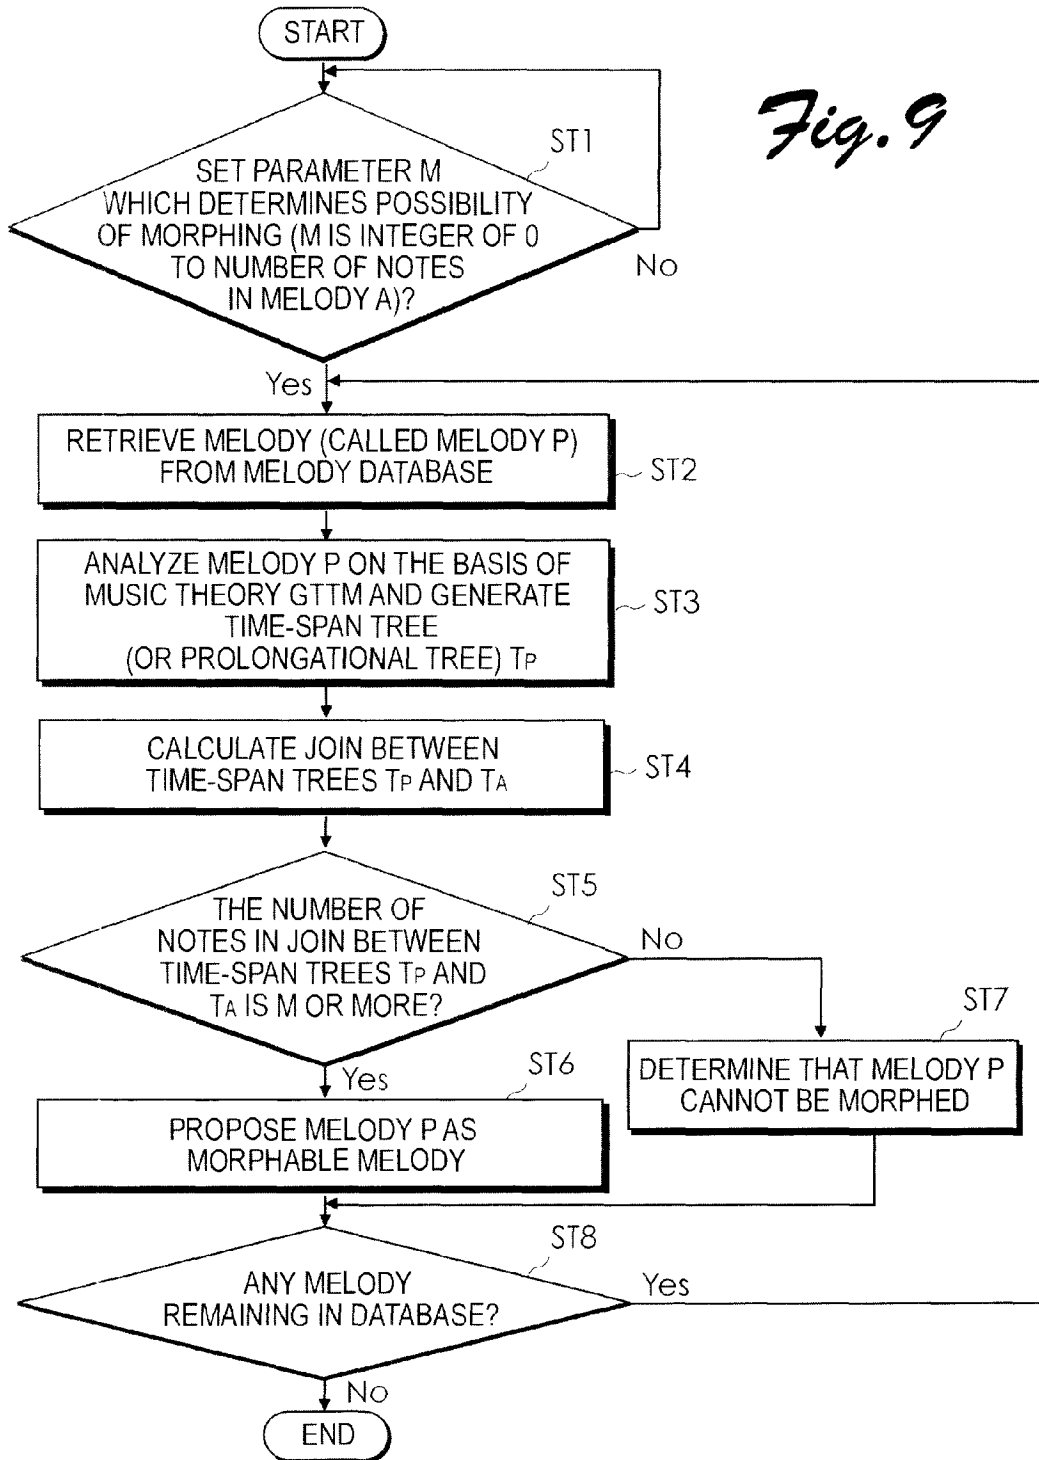 START
Fig. 9
ST1
SET PARAMETER M
WHICH DETERMINES POSSIBILITY
OF MORPHING (M IS INTEGER OF 0
TO NUMBER OF NOTES
IN MELODY A)?
No
Yes
RETRIEVE MELODY (CALLED MELODY P)
FROM MELODY DATABASE
ST2
ANALYZE MELODY P ON THE BASIS OF
MUSIC THEORY GTTM AND GENERATE
TIME-SPAN TREE
(OR PROLONGATIONAL TREE) TP
ST3
CALCULATE JOIN BETWEEN
TIME-SPAN TREES TP AND TA
ST4
ST5
THE NUMBER OF
NOTES IN JOIN BETWEEN
TIME-SPAN TREES TP AND
TA IS M OR MORE?
No
Yes
ST6
PROPOSE MELODY P AS
MORPHABLE MELODY
ST7
DETERMINE THAT MELODY P
CANNOT BE MORPHED
ST8
ANY MELODY
REMAINING IN DATABASE?
Yes
No
END